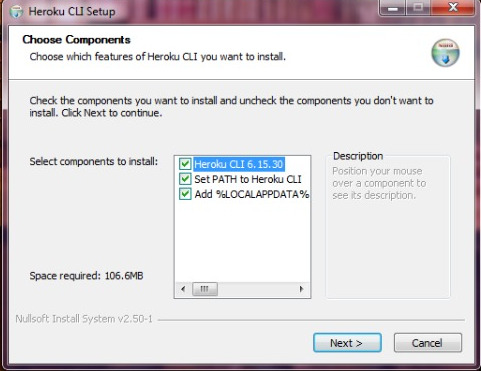 Heroku CLI Setup
Choose Components
Choose which features of Heroku CLI you want to install.
Check the components you want to install and uncheck the components you don't want to
install. Click Next to continue.
Select components to install:
Heroku CLI 6.15.30
Set PATH to Heroku CLI
Add %LOCALAPPDATA%
Description
Position your mouse
over a component to
see its description.
Space required: 106.6MB
Nullsoft Install System v2.50-1
Next >
Cancel